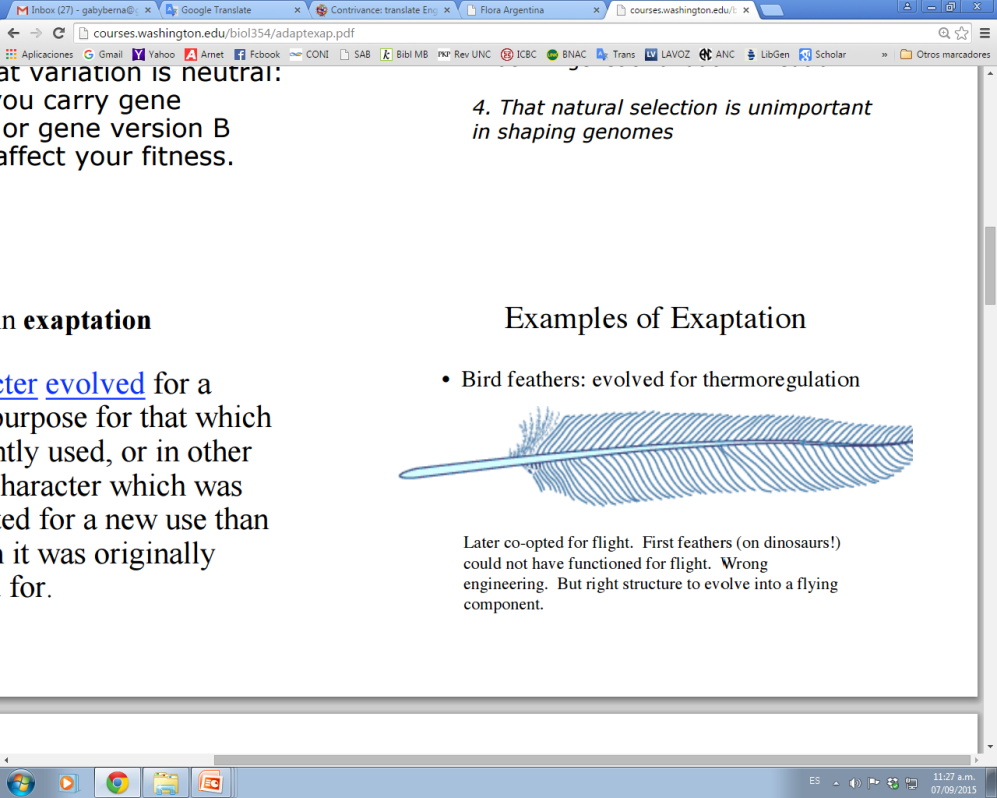 Inbox (27) - gabyberna@
Google Translate
Contrivance: translate Eng
Flora Argentina
courses.washington.edu/b
courses.washington.edu/biol354/adaptexap.pdf
Aplicaciones Gmail Yahoo Arnet Fcbook CONI SAB Bibl MB Rev UNC ICBC BNAC Trans LAVOZ ANC LibGen Scholar » Otros marcadores
at variation is neutral:
you carry gene
or gene version B
affect your fitness.
4. That natural selection is unimportant
in shaping genomes
n exaptation
cter evolved for a
purpose for that which
ntly used, or in other
haracter which was
ted for a new use than
n it was originally
for.
Examples of Exaptation
• Bird feathers: evolved for thermoregulation
Later co-opted for flight. First feathers (on dinosaurs!)
could not have functioned for flight. Wrong
engineering. But right structure to evolve into a flying
component.
ES
11:27 a.m.
07/09/2015